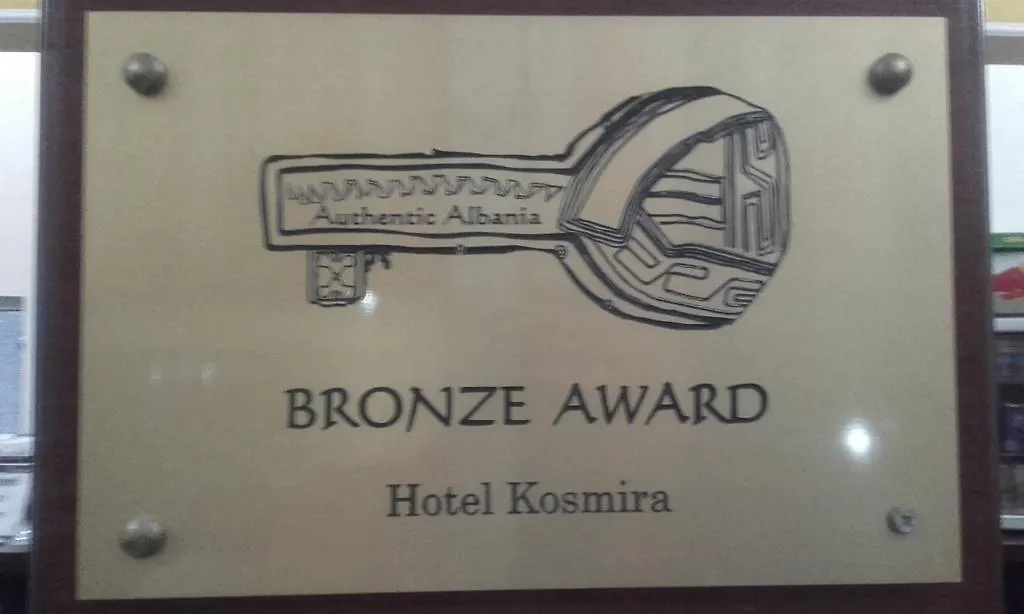 Authentic Albania
BRONZE AWARD
Hotel Kosmira